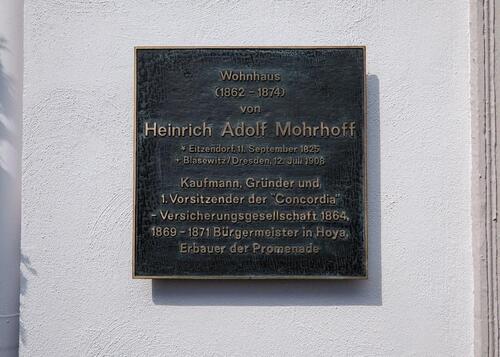 Wohnhaus
(1862 - 1874)
von
Heinrich Adolf Mohrhoff
* Eitzendorf, 11. September 1825
+ Blasewitz/Dresden, 12. Juli 1908
Kaufmann, Gründer und
1. Vorsitzender der "Concordia"
- Versicherungsgesellschaft 1864,
1869 - 1871 Bürgermeister in Hoya,
Erbauer der Promenade